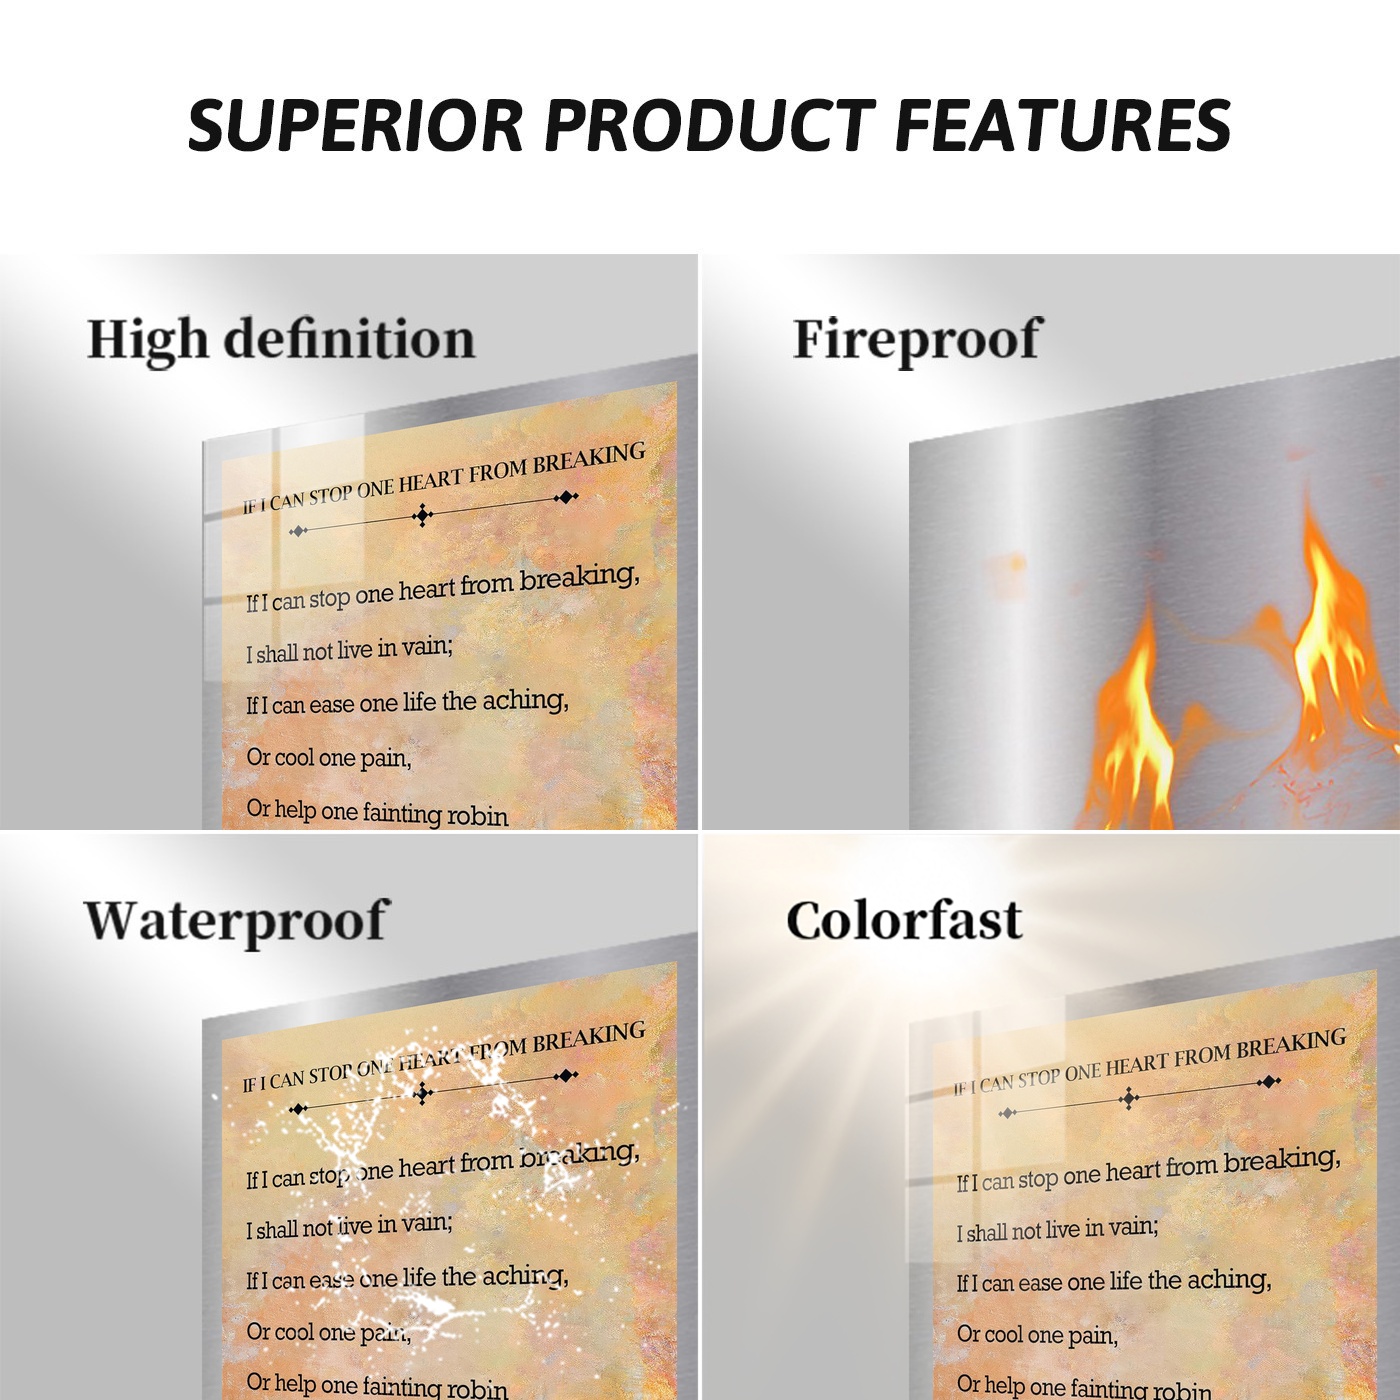 SUPERIOR PRODUCT FEATURES
High definition
IF I CAN STOP ONE HEART FROM BREAKING
If I can stop one heart from breaking,
I shall not live in vain;
If I can ease one life the aching,
Or cool one pain,
Or help one fainting robin
Fireproof
Waterproof
IF I CAN STOP ONE HEART FROM BREAKING
If I can stop one heart from breaking,
I shall not live in vain;
If I can ease one life the aching,
Or cool one pain,
Or help one fainting robin
Colorfast
IF I CAN STOP ONE HEART FROM BREAKING
If I can stop one heart from breaking,
I shall not live in vain;
If I can ease one life the aching,
Or cool one pain,
Or help one fainting robin